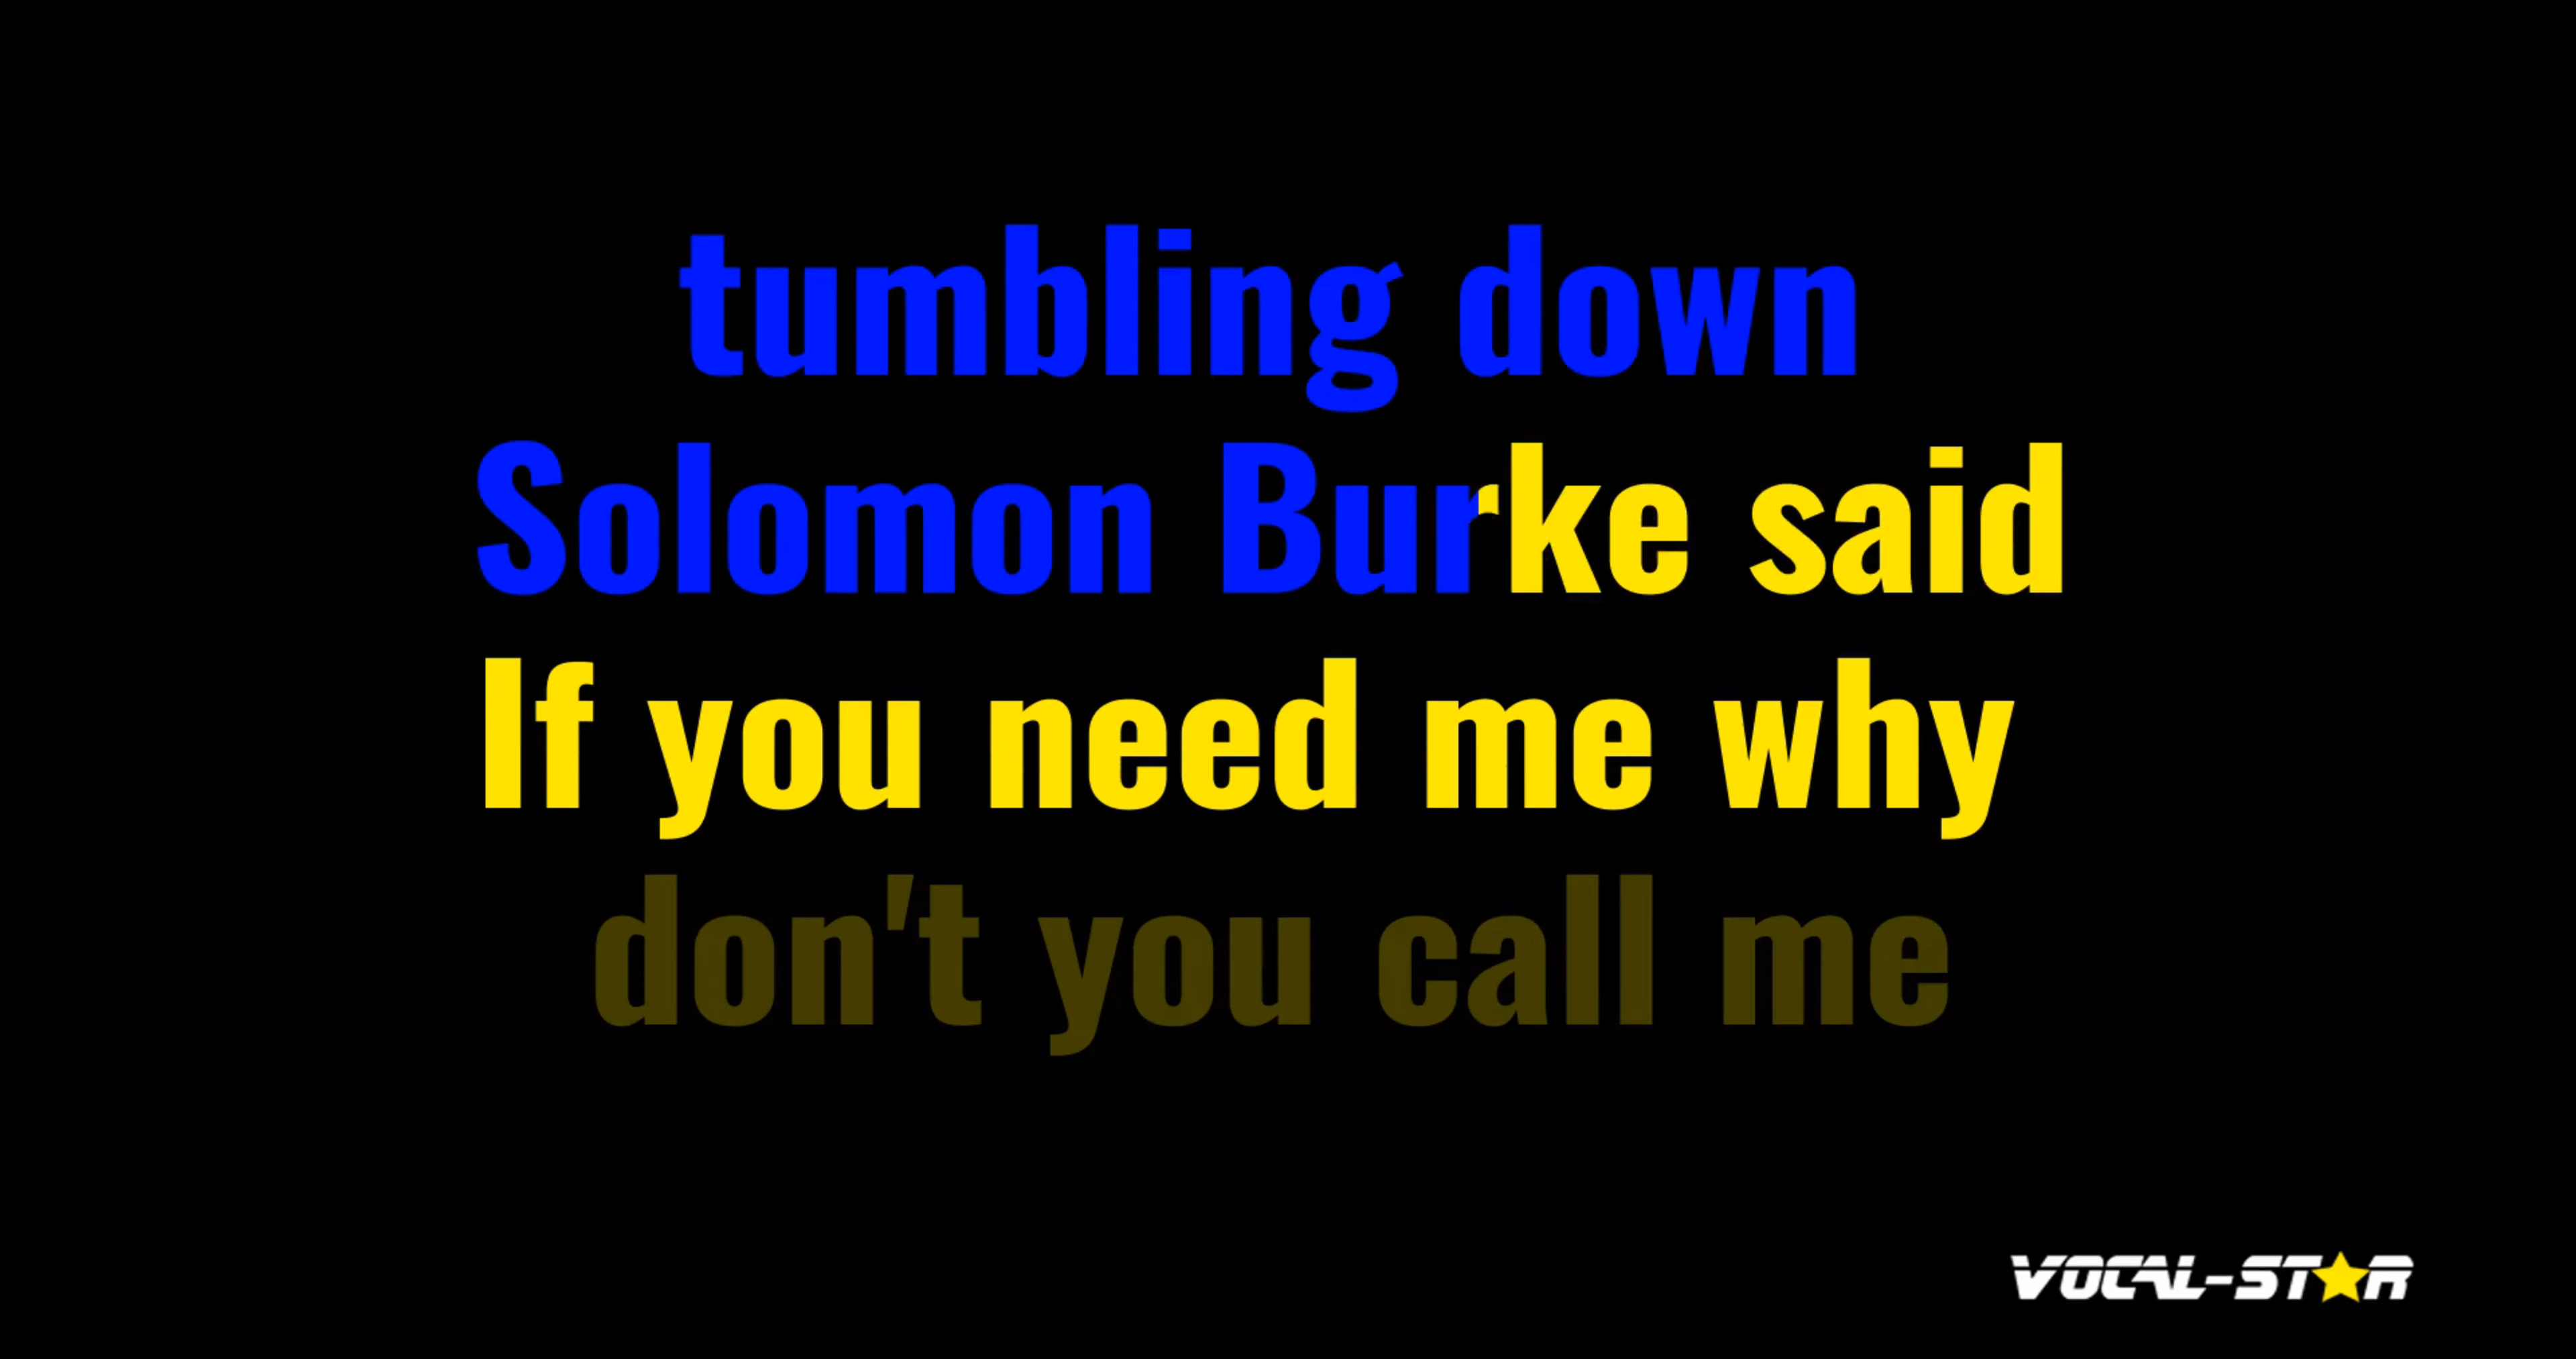 tumbling down
Solomon Burke said
If you need me why
don't you call me
VOCAL-STAR